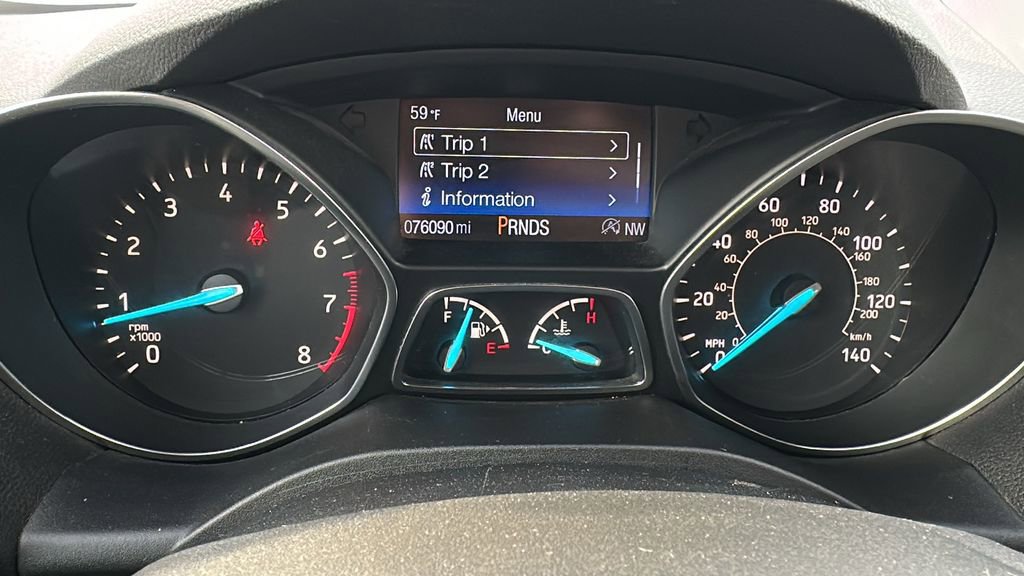 59°F Menu
Trip 1 >
Trip 2 >
i Information >
076090 mi PRNDS NW
0 1 2 3 4 5 6 7 8
rpm
x1000
F E
C H
0 20 40 60 80 100 120 140
MPH
0 20 40 60 80 100 120 140 160 180 200
km/h